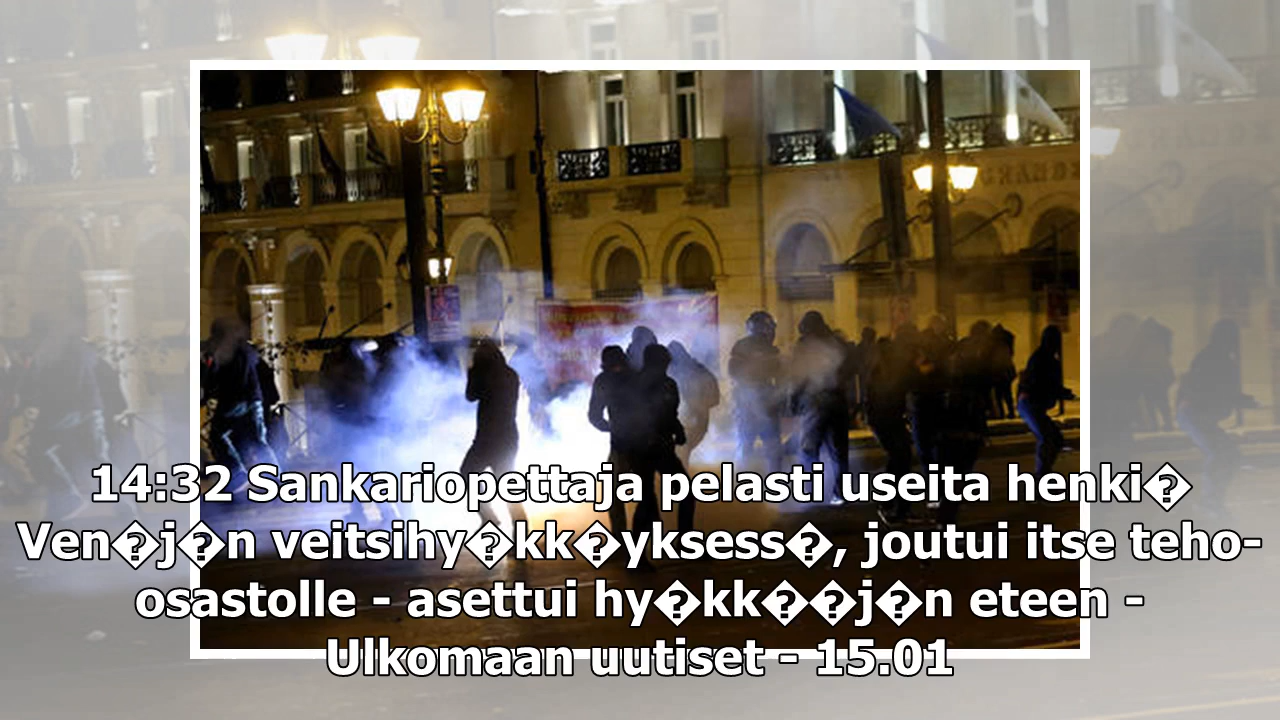 14:32 Sankariopettaja pelasti useita henki�
Ven�j�n veitsihy�kk�yksess�, joutui itse teho-
osastolle - asettui hy�kk��j�n eteen -
Ulkomaan uutiset - 15.01